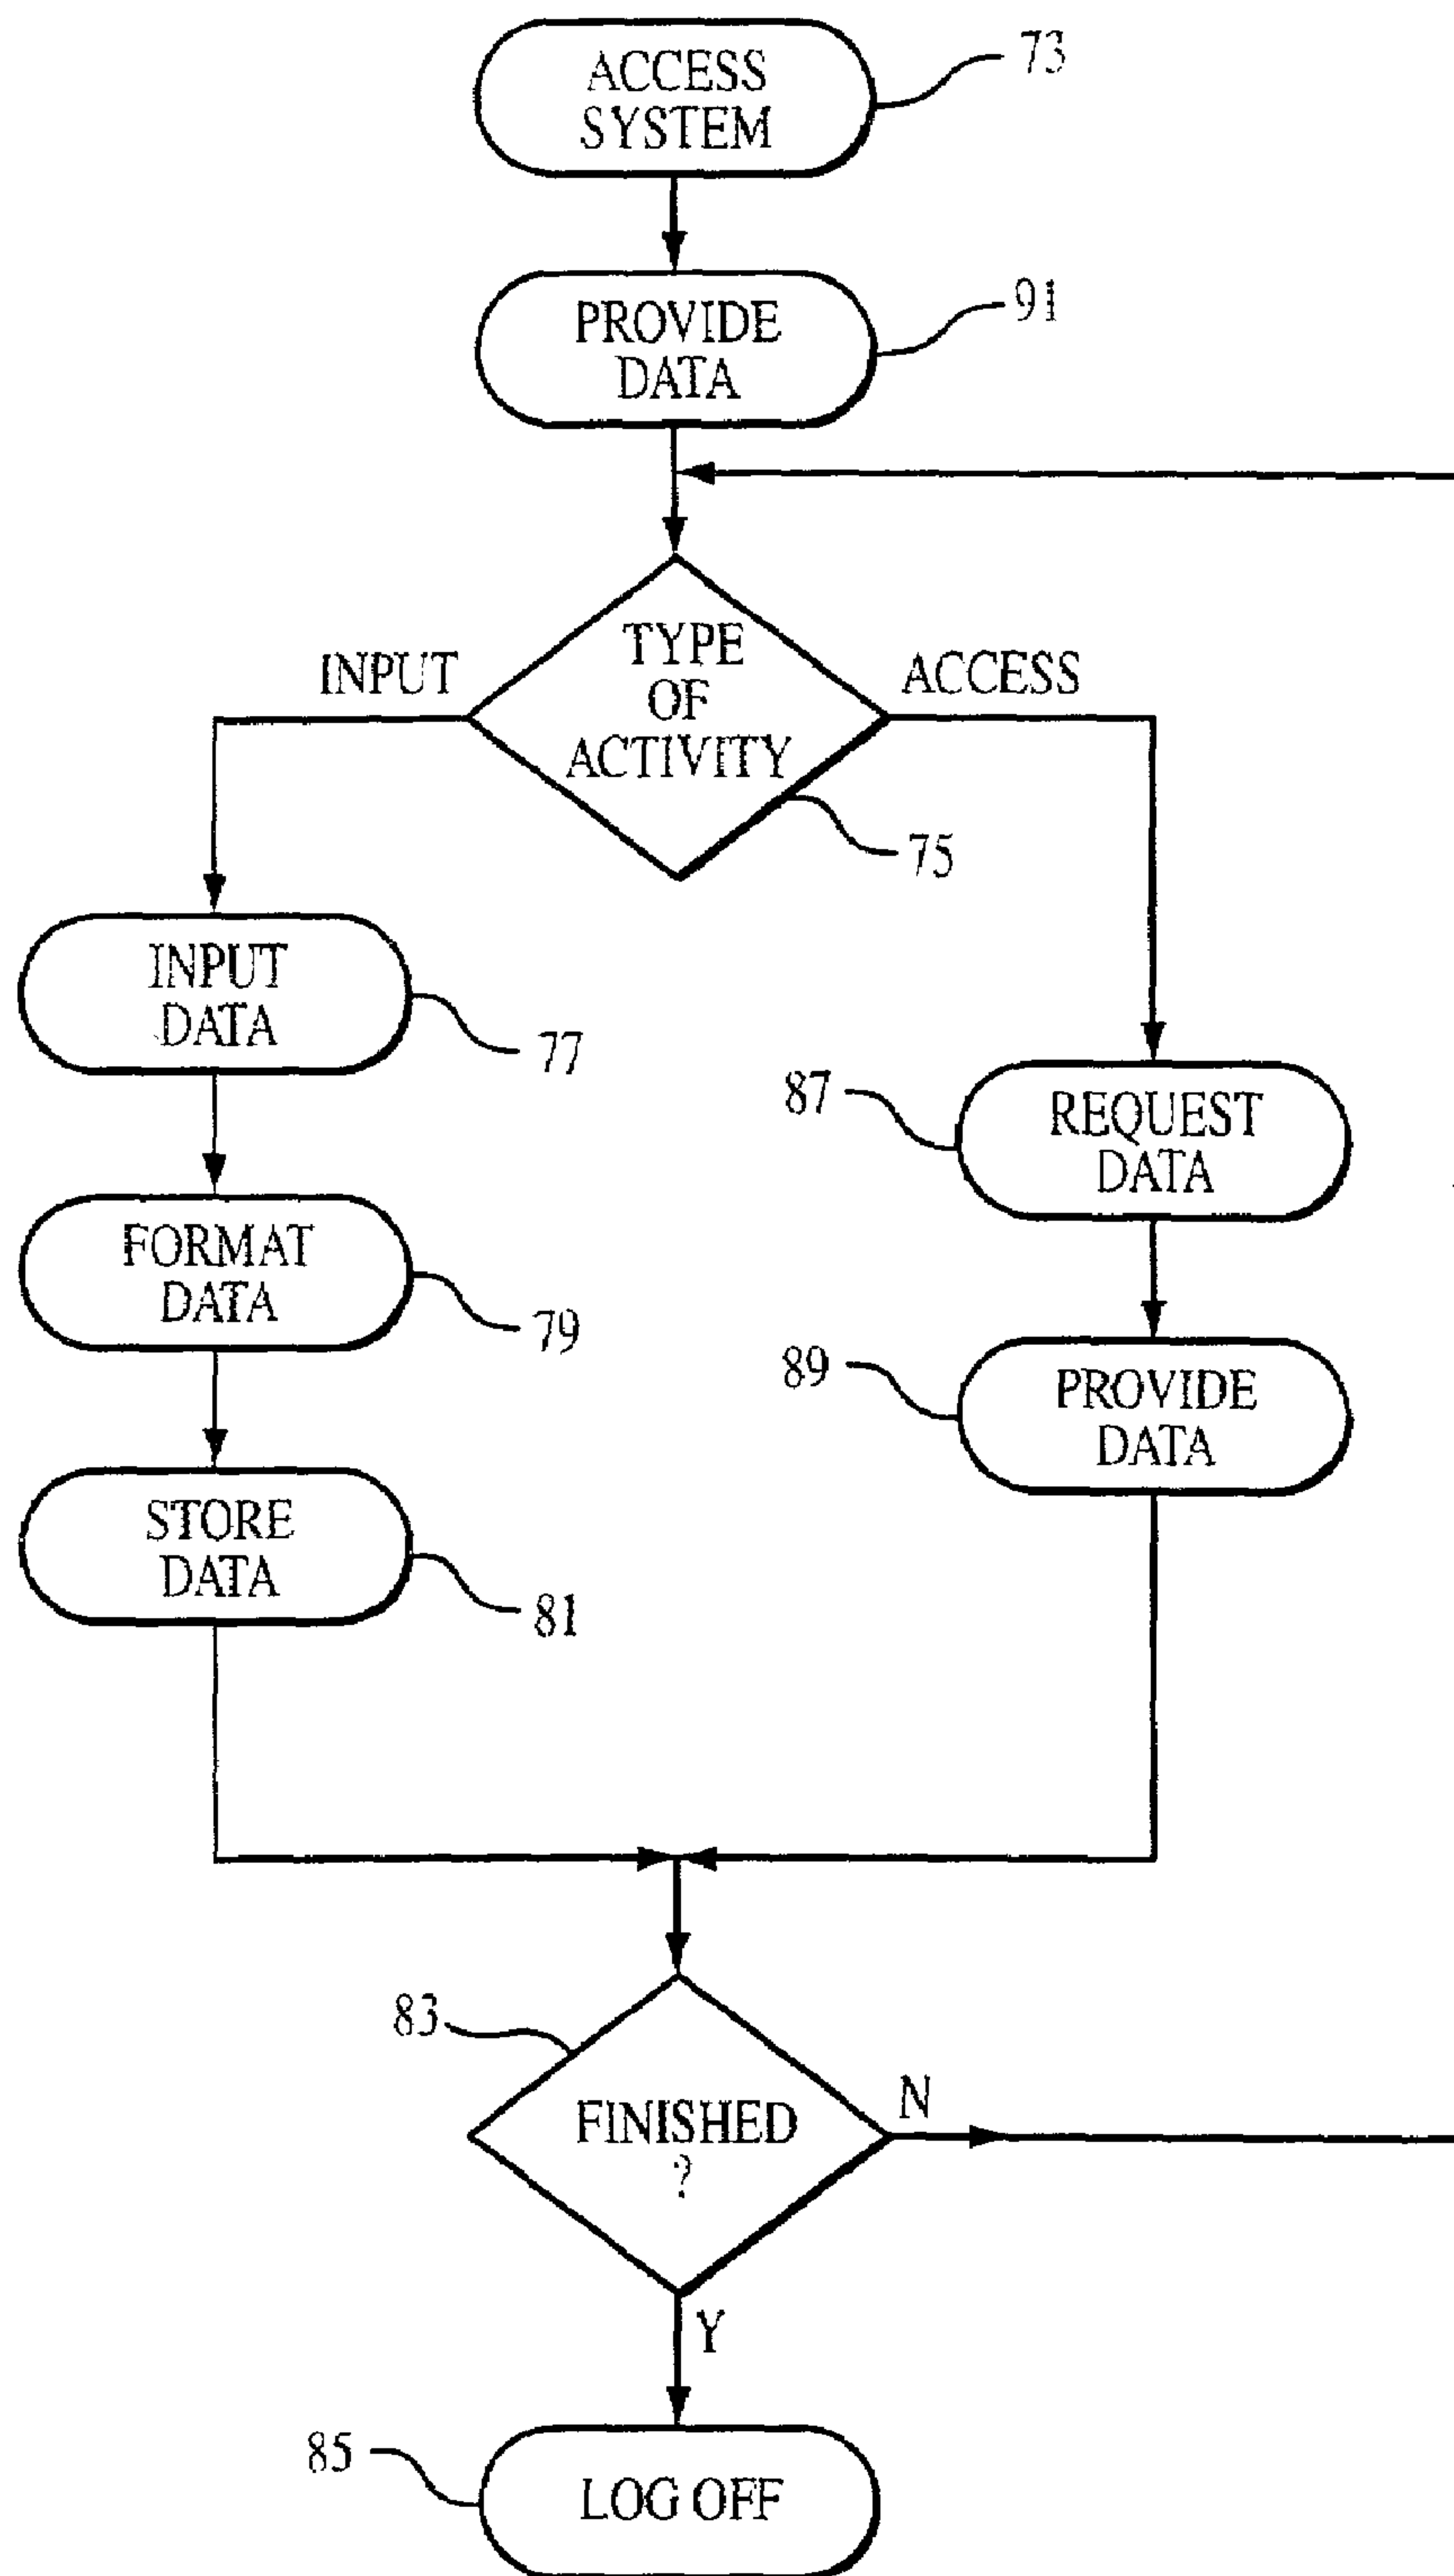 ACCESS
SYSTEM
73
PROVIDE
DATA
91
TYPE
OF
ACTIVITY
INPUT
ACCESS
75
INPUT
DATA
77
87
REQUEST
DATA
FORMAT
DATA
79
89
PROVIDE
DATA
STORE
DATA
81
83
FINISHED
?
N
Y
85
LOG OFF